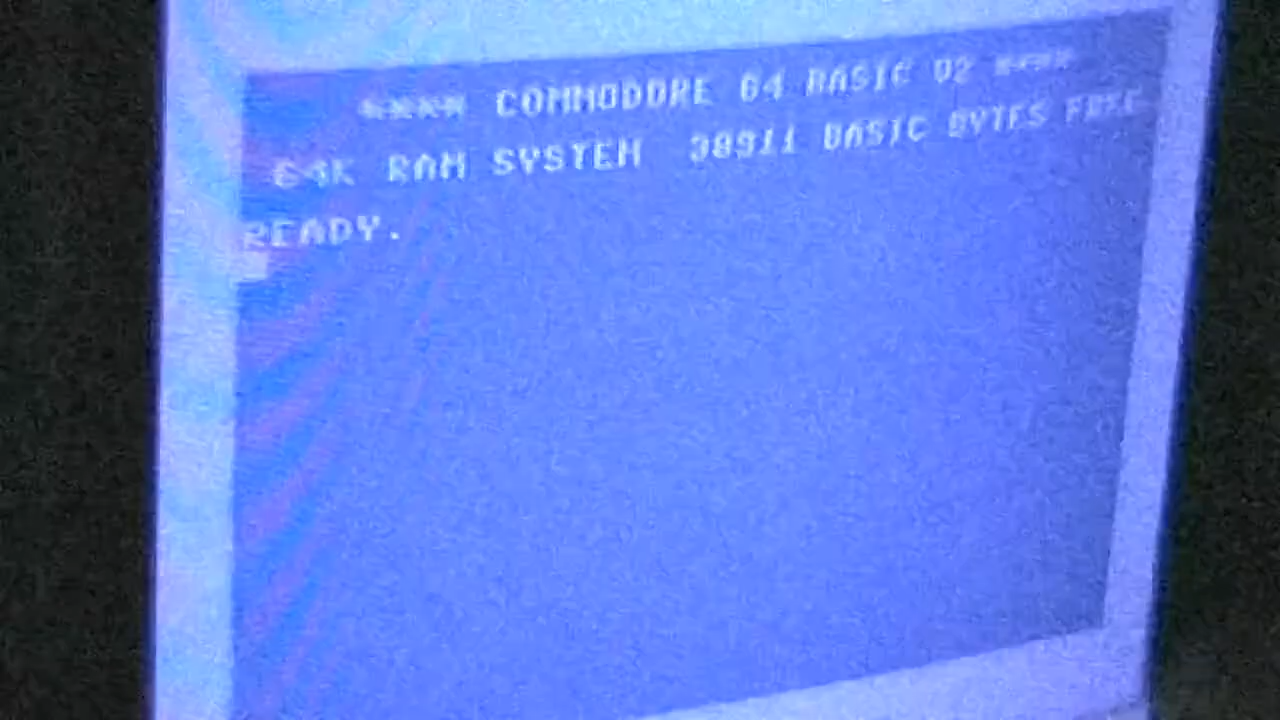 **** COMMODORE 64 BASIC V2 ****
64K RAM SYSTEM 38911 BASIC BYTES FREE
READY.